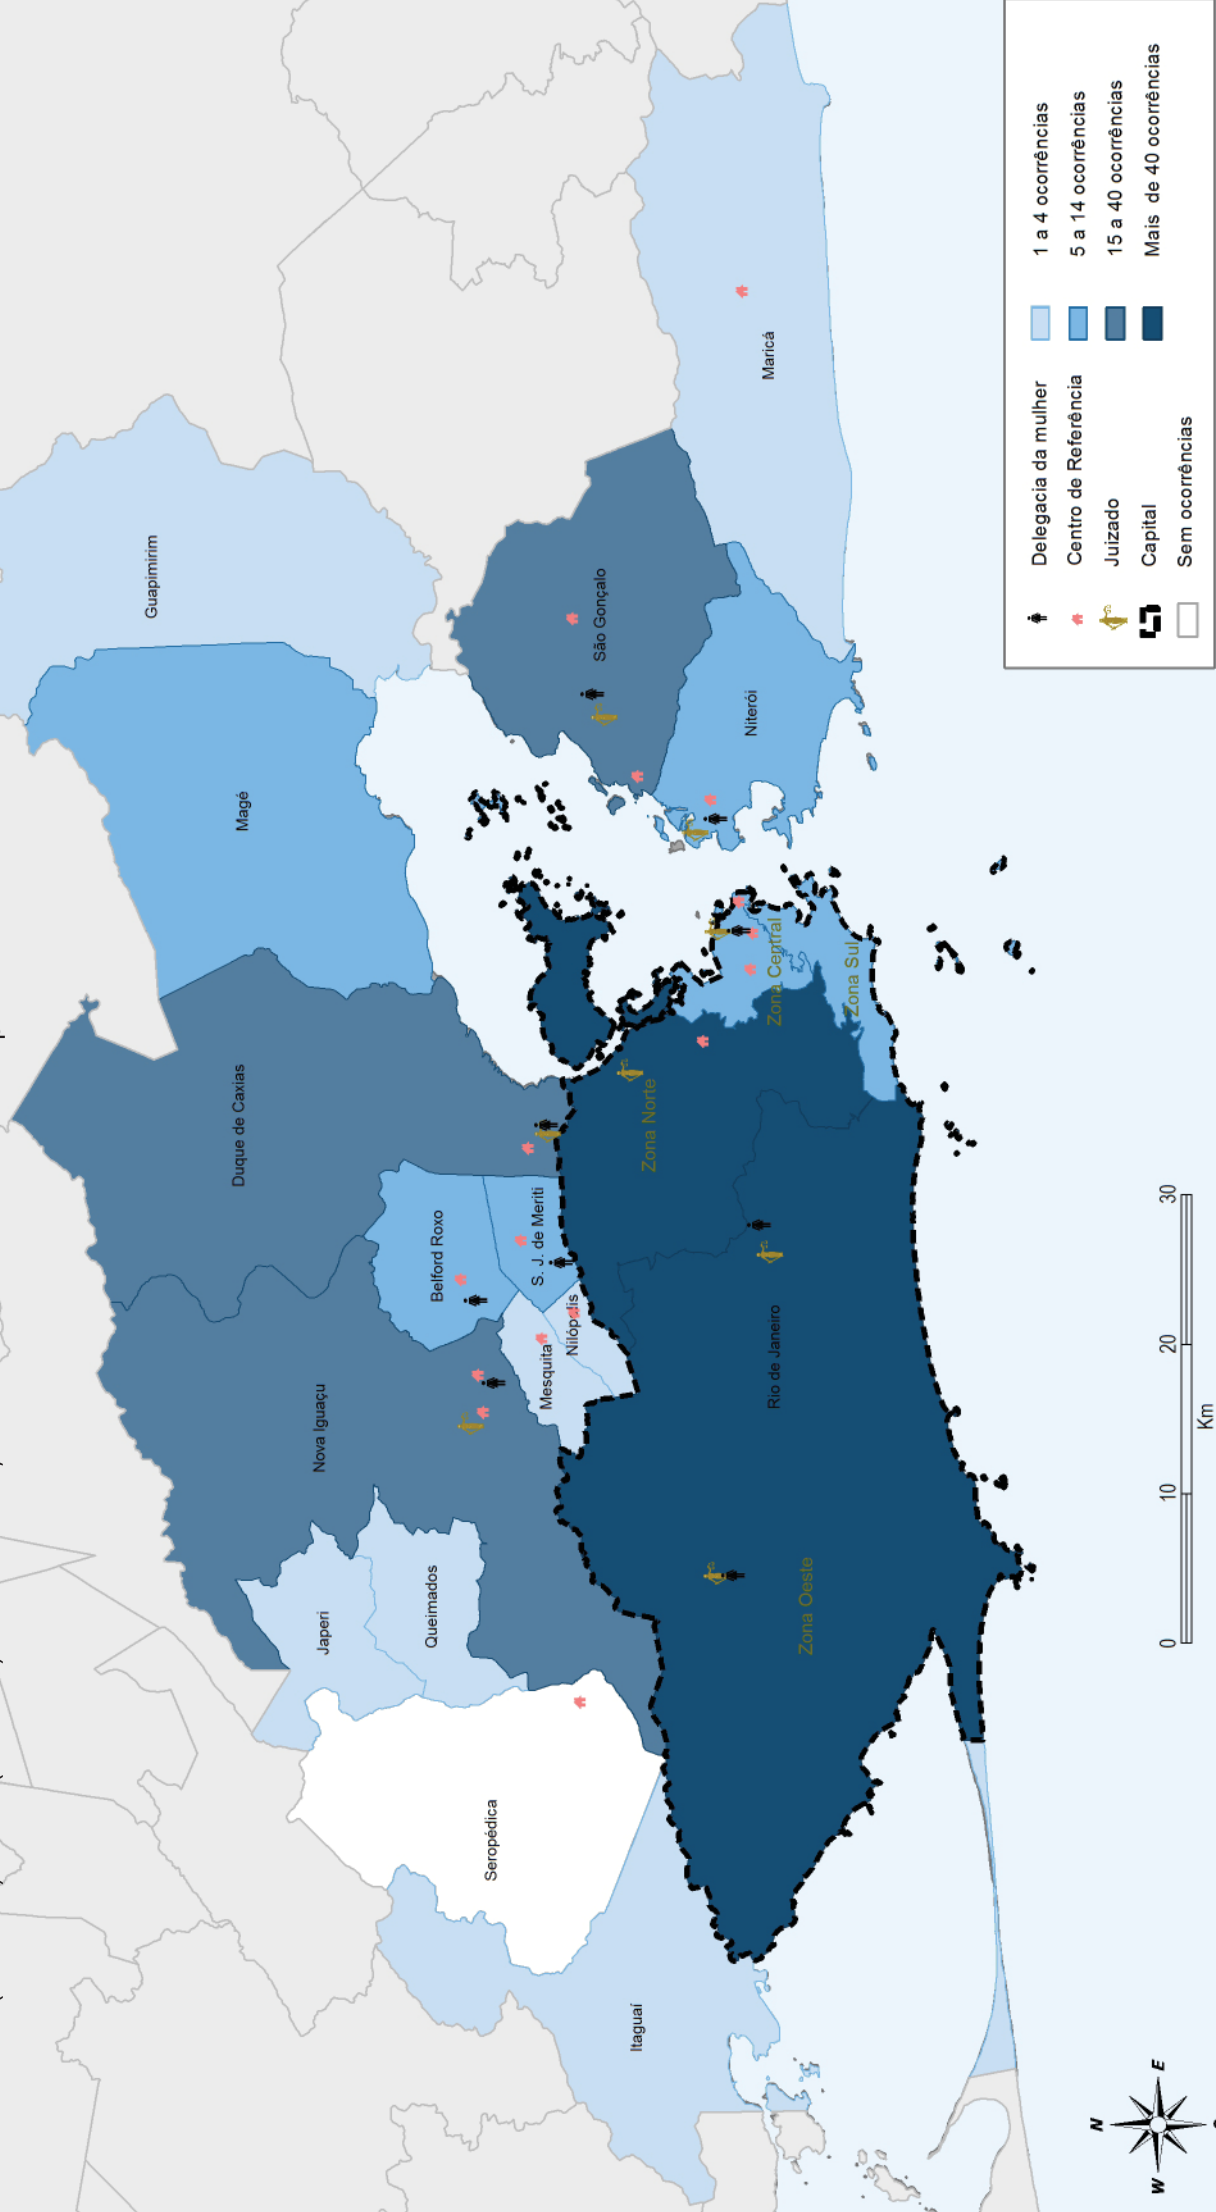 Guapimirim
Magé
Duque de Caxias
Nova Iguaçu
Japeri
Queimados
Belford Roxo
Seropédica
S. J. de Meriti
Mesquita
Nilópolis
São Gonçalo
Itaguaí
Zona Norte
Niterói
Maricá
Zona Central
Rio de Janeiro
Zona Oeste
Zona Sul
Delegacia da mulher
Centro de Referência
Juizado
Capital
Sem ocorrências
1 a 4 ocorrências
5 a 14 ocorrências
15 a 40 ocorrências
Mais de 40 ocorrências
N
W E
0 10 20 30
Km